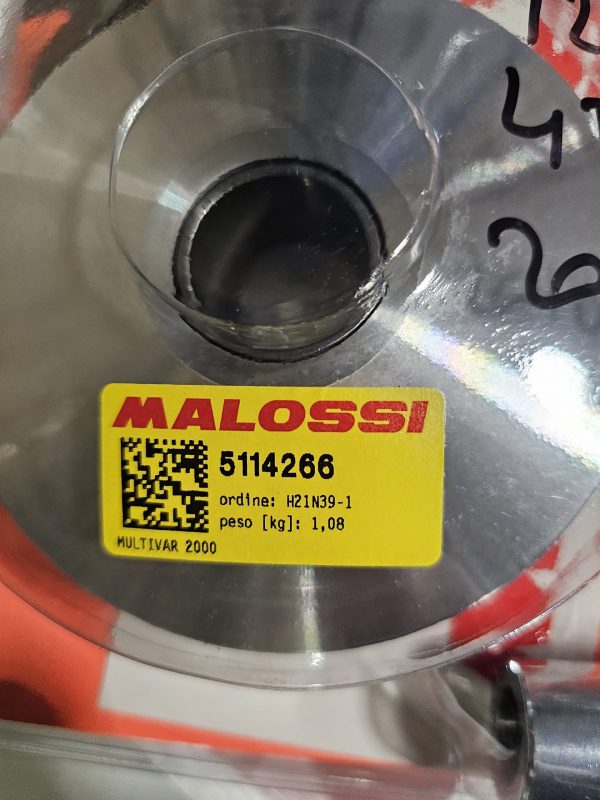 MALOSSI
5114266
ordine: H21N39-1
peso [kg]: 1,08
MULTIVAR 2000